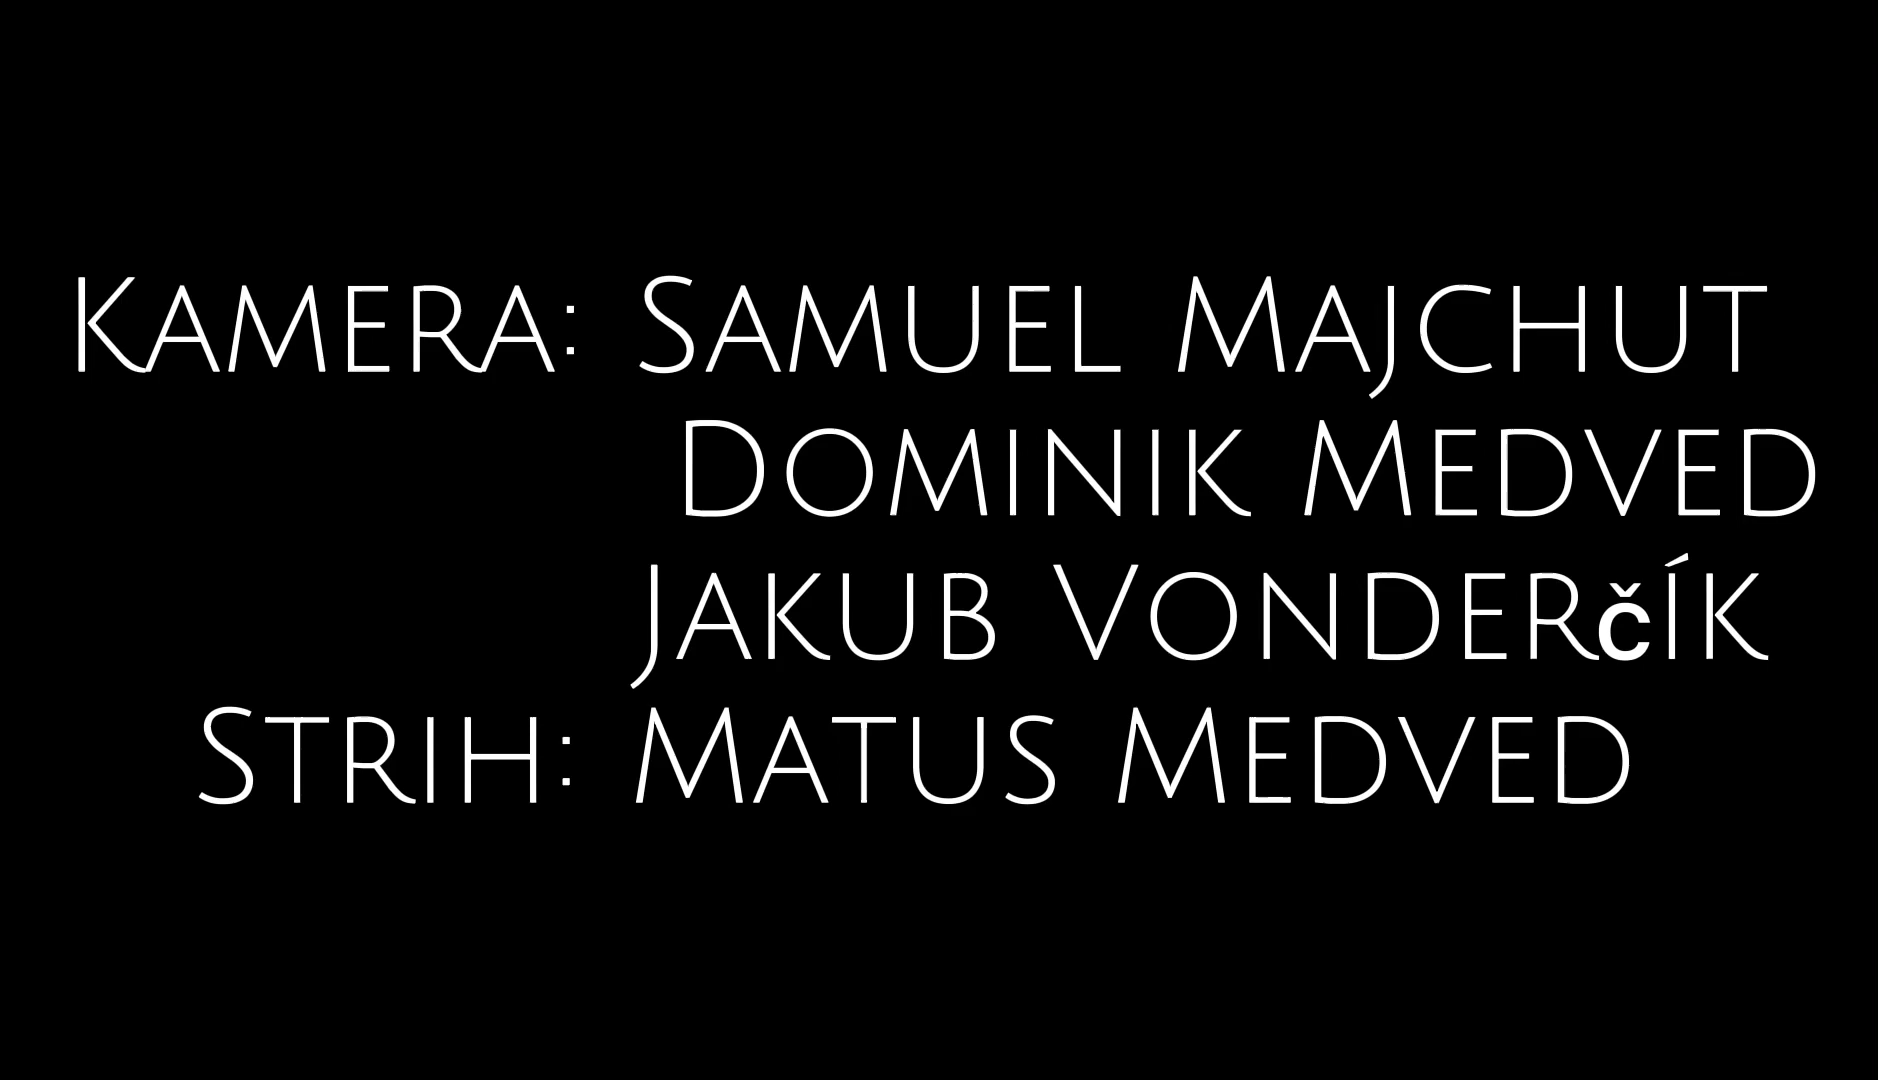 Kamera: Samuel Majchut
Dominik Medved
Jakub Vonderčík
Strih: Matus Medved